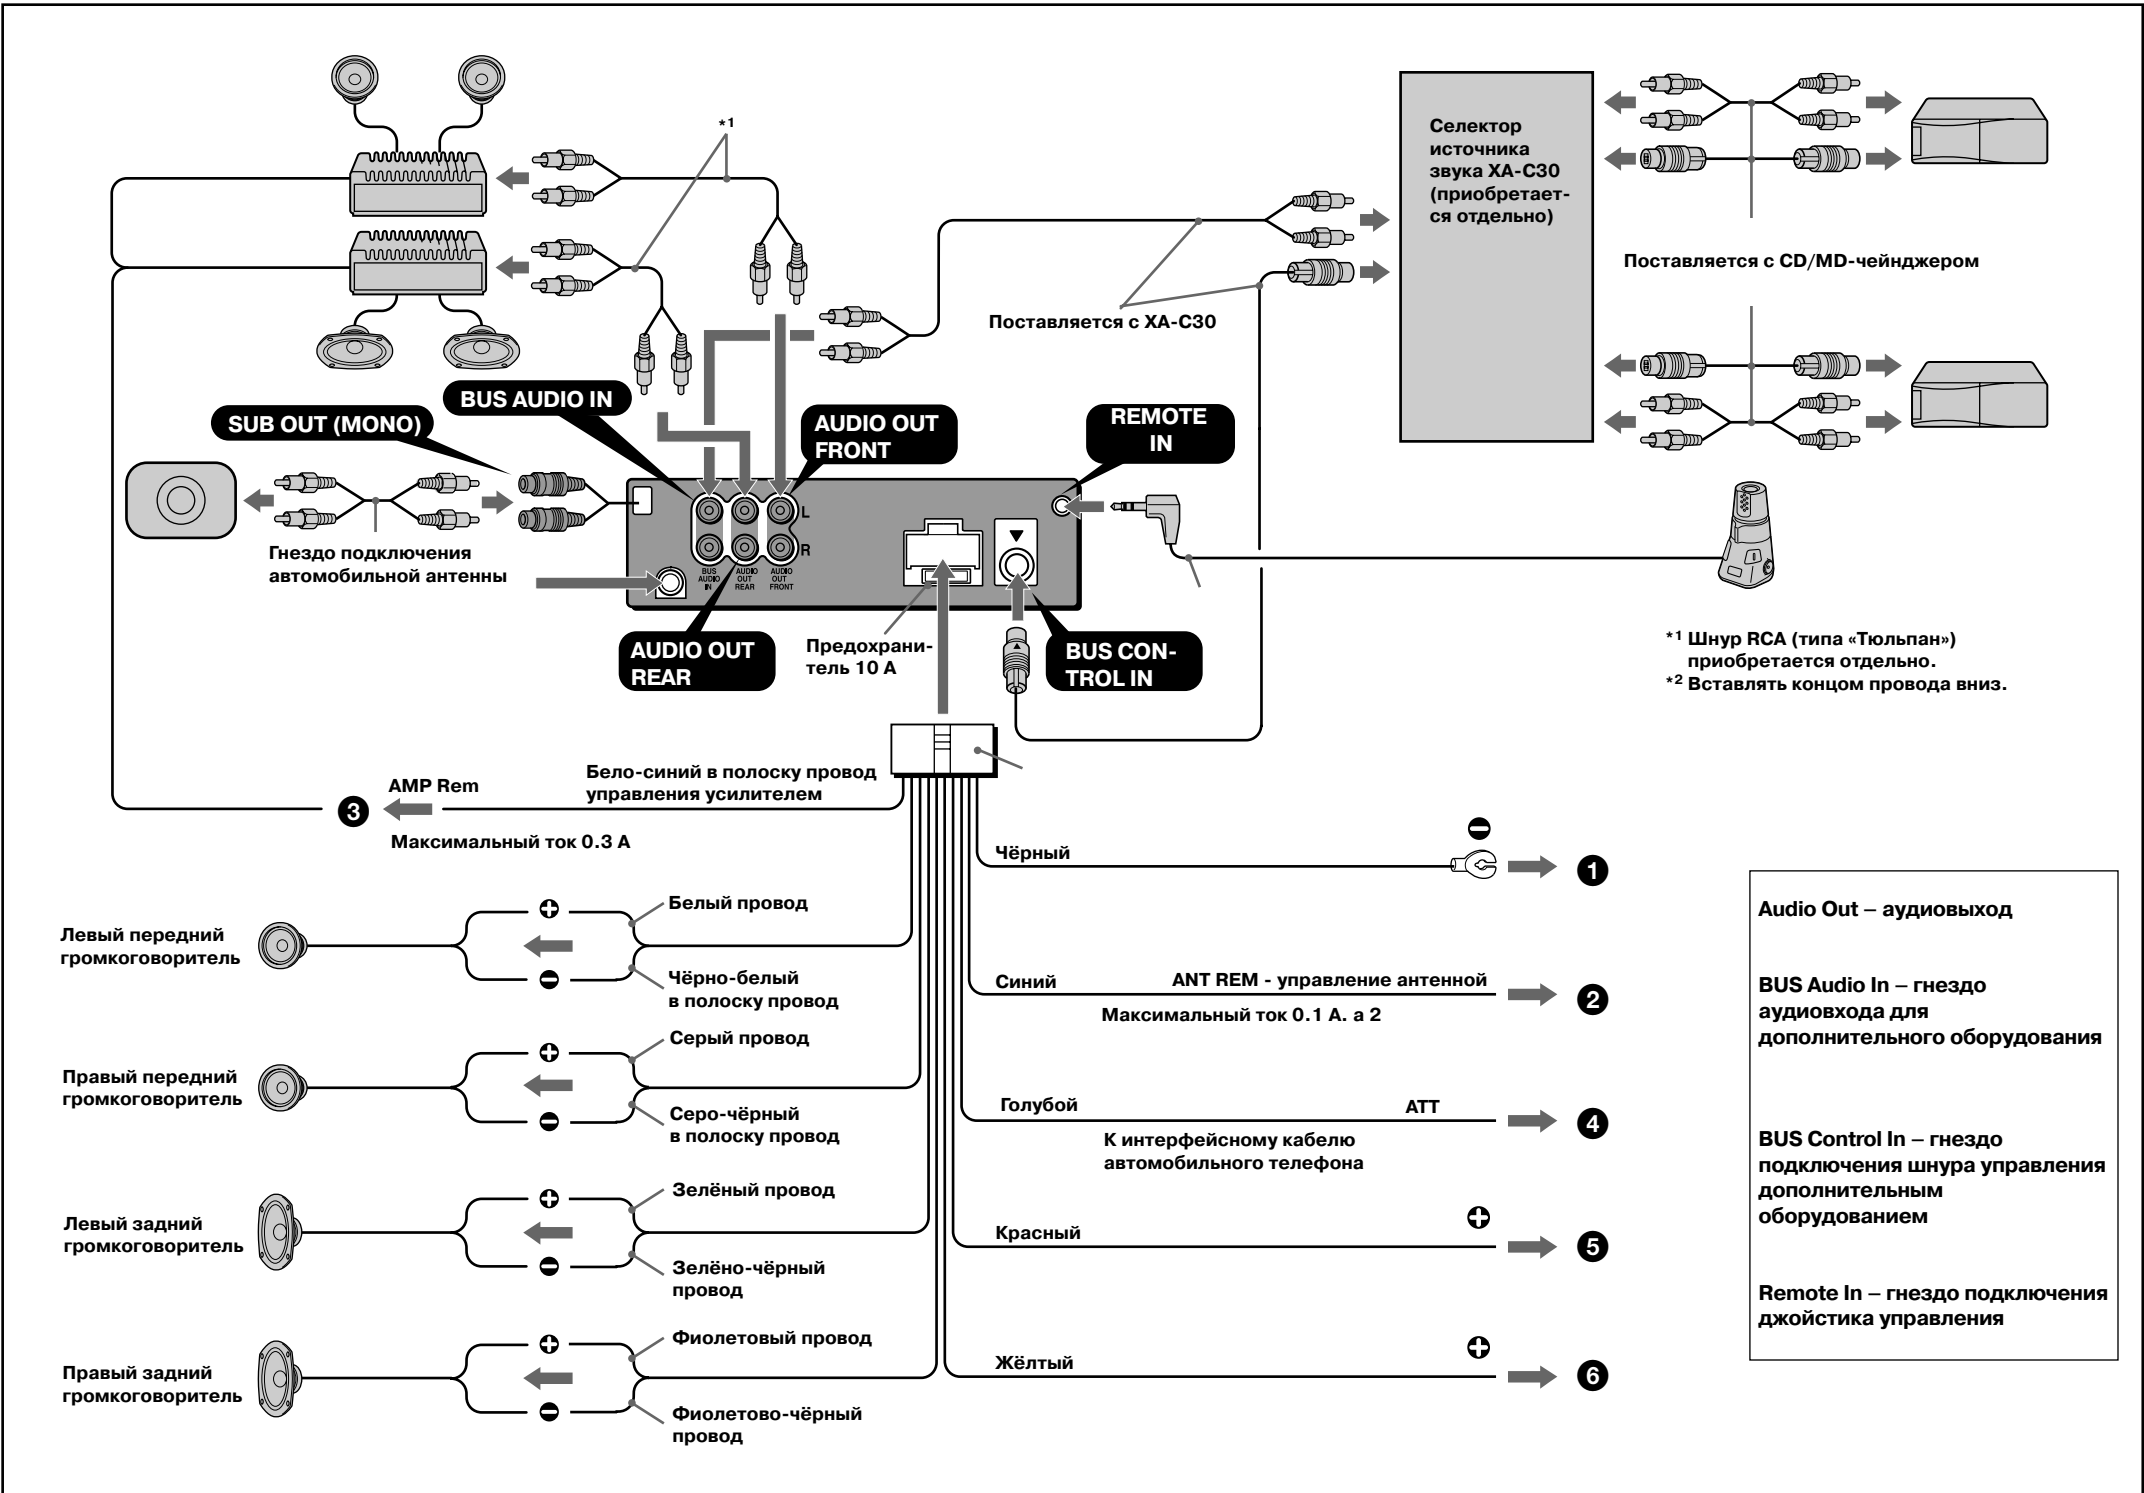 *1
Селектор
источника
звука XA-C30
(приобретает-
ся отдельно)
Поставляется с CD/MD-чейнджером
Поставляется с XA-C30
BUS AUDIO IN
SUB OUT (MONO)
AUDIO OUT
FRONT
REMOTE
IN
L
R
BUS
AUDIO
IN
AUDIO
OUT
REAR
AUDIO
OUT
FRONT
Гнездо подключения
автомобильной антенны
AUDIO OUT
REAR
Предохрани-
тель 10 А
BUS CON-
TROL IN
*1 Шнур RCA (типа «Тюльпан»)
приобретается отдельно.
*2 Вставлять концом провода вниз.
3
AMP Rem
Бело-синий в полоску провод
управления усилителем
Максимальный ток 0.3 А
Чёрный
1
Левый передний
громкоговоритель
Белый провод
Чёрно-белый
в полоску провод
Синий
ANT REM - управление антенной
2
Максимальный ток 0.1 А. а 2
Правый передний
громкоговоритель
Серый провод
Серо-чёрный
в полоску провод
Голубой
ATT
4
К интерфейсному кабелю
автомобильного телефона
Левый задний
громкоговоритель
Зелёный провод
Зелёно-чёрный
провод
Красный
5
Правый задний
громкоговоритель
Фиолетовый провод
Фиолетово-чёрный
провод
Жёлтый
6
Audio Out – аудиовыход
BUS Audio In – гнездо
аудиовхода для
дополнительного оборудования
BUS Control In – гнездо
подключения шнура управления
дополнительным
оборудованием
Remote In – гнездо подключения
джойстика управления